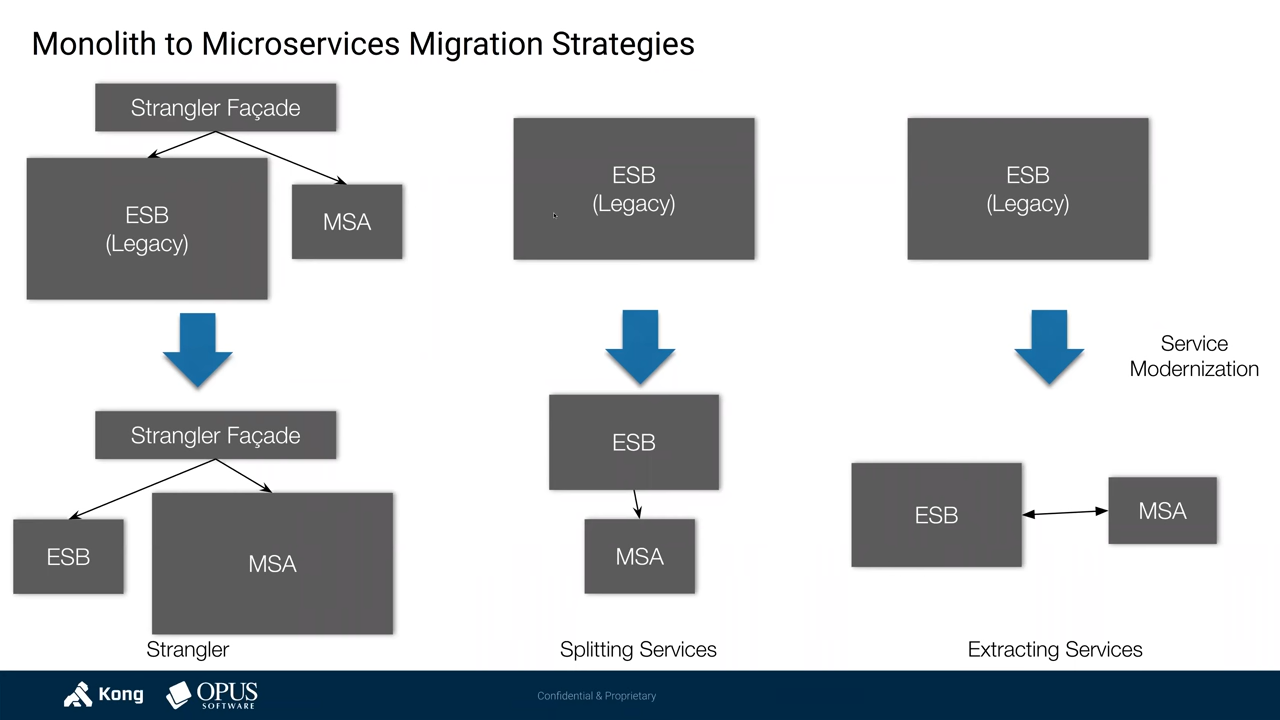 Monolith to Microservices Migration Strategies
Strangler Façade
ESB
(Legacy)
MSA
Strangler Façade
ESB
MSA
Strangler
ESB
(Legacy)
ESB
MSA
Splitting Services
ESB
(Legacy)
Service
Modernization
ESB
MSA
Extracting Services
Kong
OPUS
SOFTWARE
Confidential & Proprietary